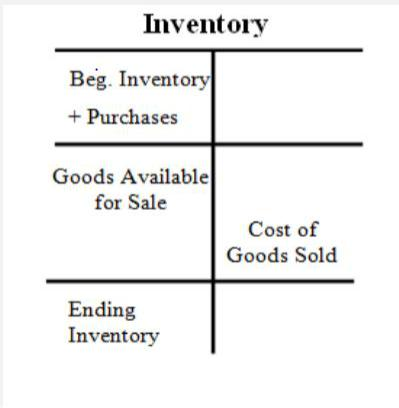 Inventory
Beg. Inventory
+ Purchases
Goods Available
for Sale
Cost of
Goods Sold
Ending
Inventory